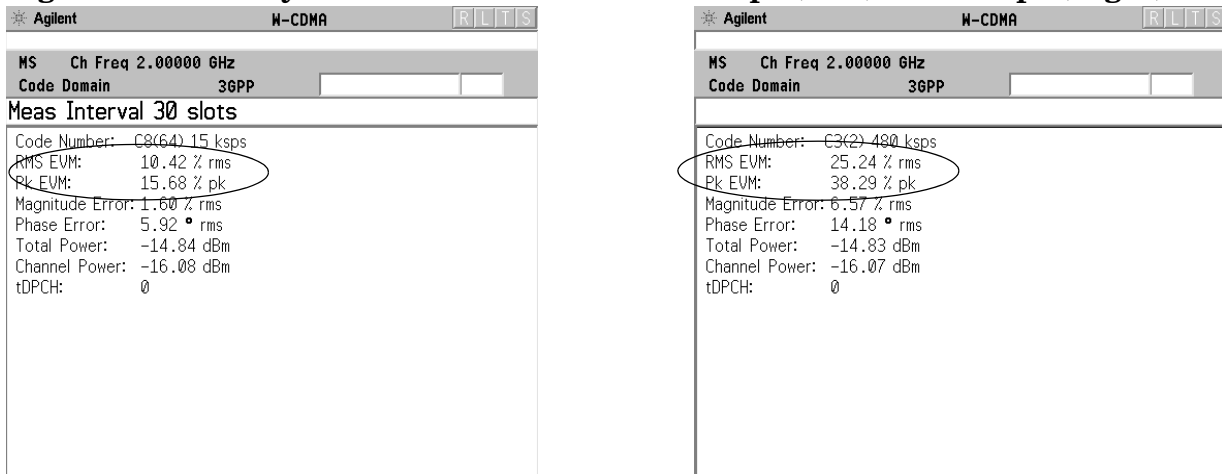 Agilent W-CDMA R L T S
MS Ch Freq 2.00000 GHz
Code Domain 3GPP
Meas Interval 30 slots
Code Number: C8(64) 15 ksps
RMS EVM: 10.42 % rms
Pk EVM: 15.68 % pk
Magnitude Error: 1.60 % rms
Phase Error: 5.92 ° rms
Total Power: -14.84 dBm
Channel Power: -16.08 dBm
tDPCH: 0
Agilent W-CDMA R L T S
MS Ch Freq 2.00000 GHz
Code Domain 3GPP
Code Number: C3(2) 480 ksps
RMS EVM: 25.24 % rms
Pk EVM: 38.29 % pk
Magnitude Error: 6.57 % rms
Phase Error: 14.18 ° rms
Total Power: -14.83 dBm
Channel Power: -16.07 dBm
tDPCH: 0